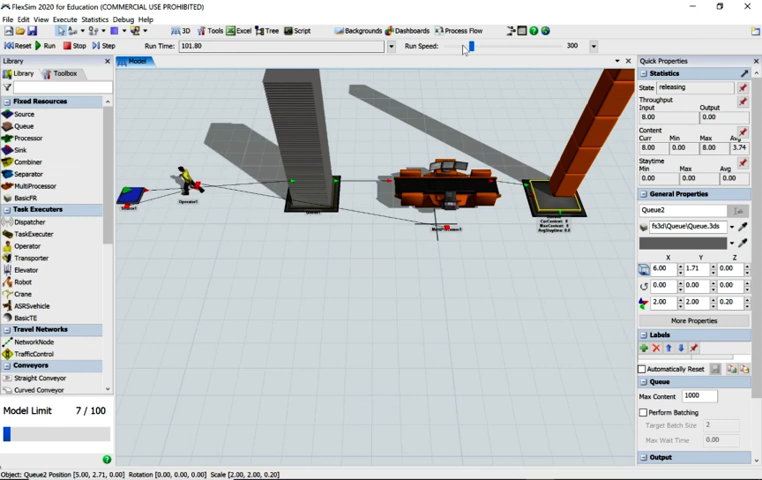 FlexSim 2020 for Education (COMMERCIAL USE PROHIBITED)
File Edit View Build Execute Statistics Debug Help
3D Tools Excel Tree Script Backgrounds Dashboards Process Flow
Reset Run Stop Step Run Time: 101.80 Run Speed: 300
Library
Library Toolbox
Fixed Resources
Source
Queue
Processor
Sink
Combiner
Separator
MultiProcessor
BasicFR
Task Executers
Dispatcher
TaskExecuter
Operator
Transporter
Elevator
Robot
Crane
ASRSvehicle
BasicTE
Travel Networks
NetworkNode
TrafficControl
Conveyors
Straight Conveyor
Curved Conveyor
Model Limit 7 / 100
Model
Operator1
Quick Properties
Statistics
State releasing
Throughput
Input Output
8.00 0.00
Content
Curr Min Max Avg
8.00 0.00 8.00 3.74
Staytime
Min Max Avg
0.00 0.00 0.00
General Properties
Queue2
fs3d\Queue\Queue.3ds
X Y Z
6.00 1.71 0.00
0.00 0.00 0.00
2.00 2.00 0.20
More Properties
Labels
Automatically Reset
Queue
Max Content 1000
Perform Batching
Target Batch Size 2
Max Wait Time 0.00
Output
Object: Queue2 Position [5.00, 2.71, 0.00] Rotation [0.00, 0.00, 0.00] Scale [2.00, 2.00, 0.20]